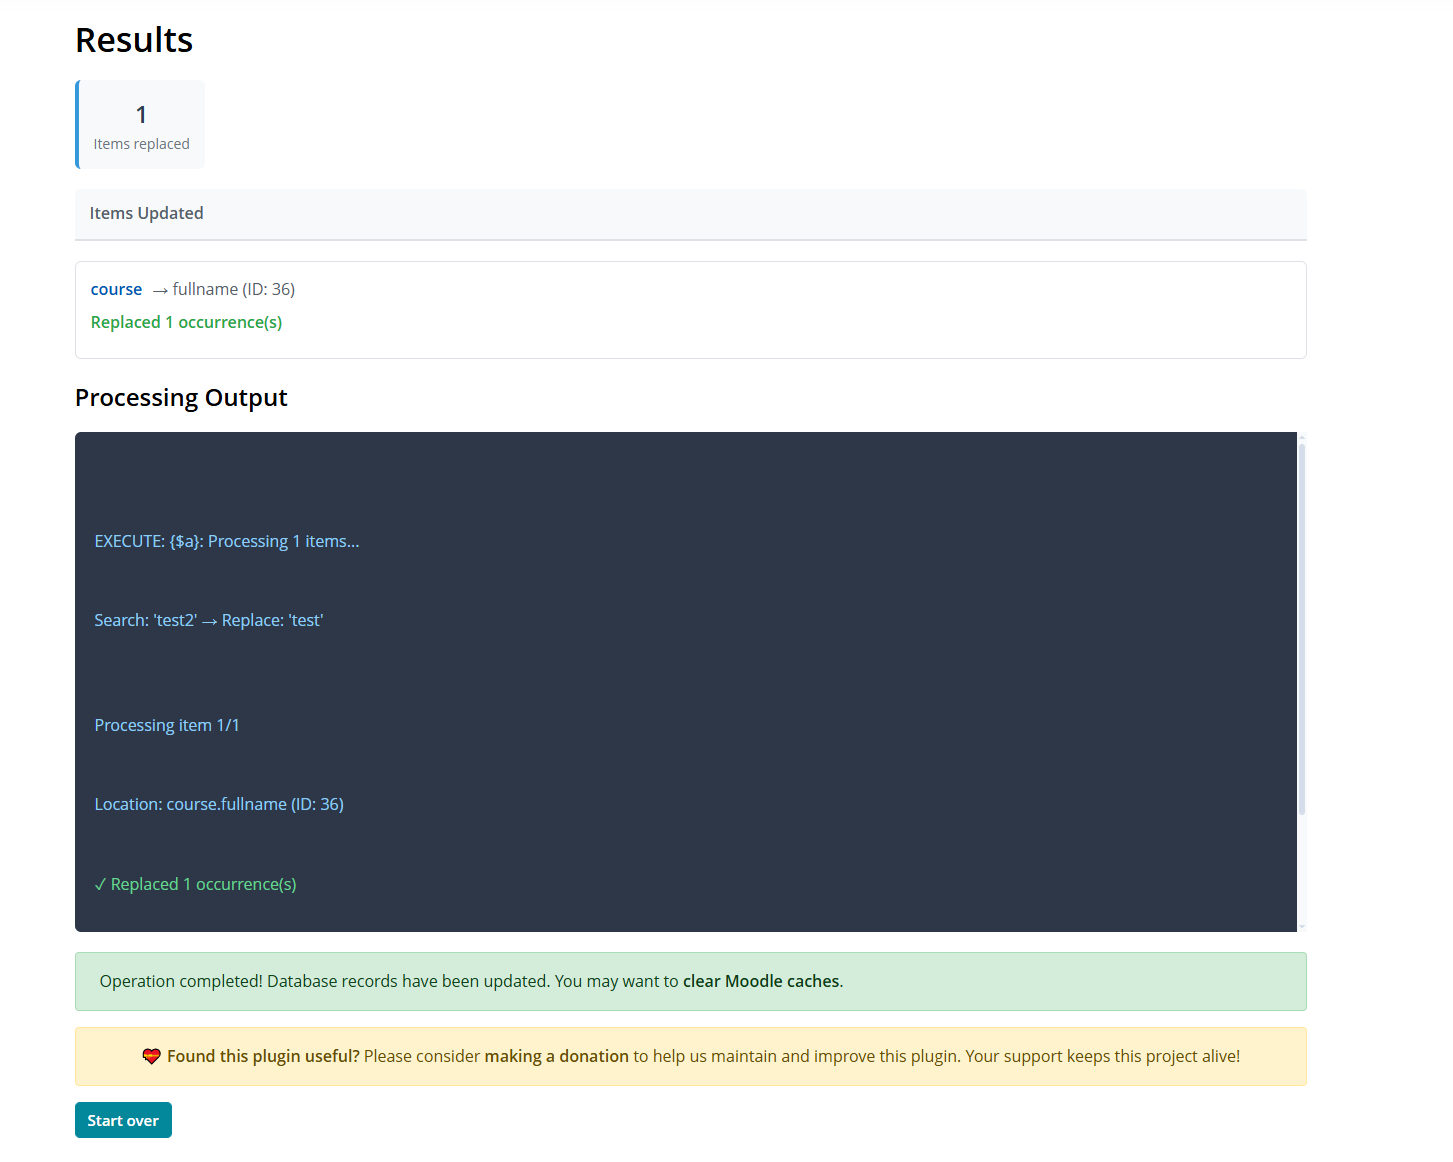 Results
1
Items replaced
Items Updated
course → fullname (ID: 36)
Replaced 1 occurrence(s)
Processing Output
EXECUTE: {$a}: Processing 1 items...
Search: 'test2' → Replace: 'test'
Processing item 1/1
Location: course.fullname (ID: 36)
✓ Replaced 1 occurrence(s)
Operation completed! Database records have been updated. You may want to clear Moodle caches.
Found this plugin useful? Please consider making a donation to help us maintain and improve this plugin. Your support keeps this project alive!
Start over